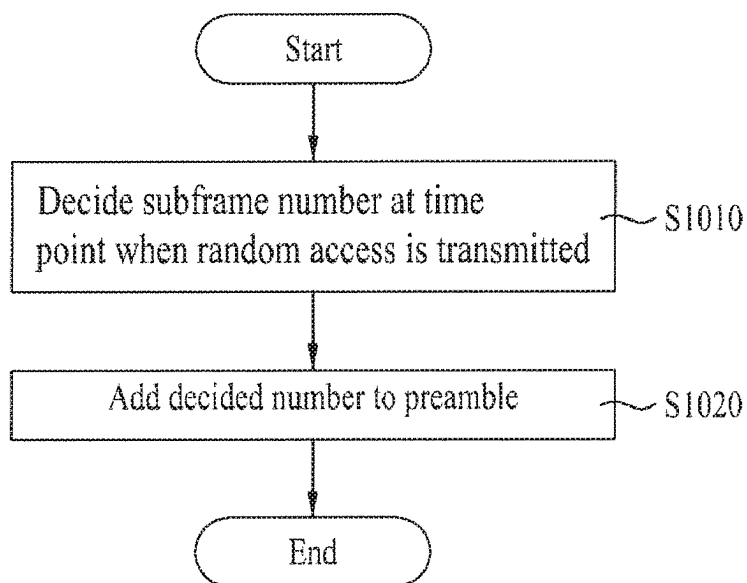 Start
Decide subframe number at time
point when random access is transmitted
S1010
Add decided number to preamble
S1020
End